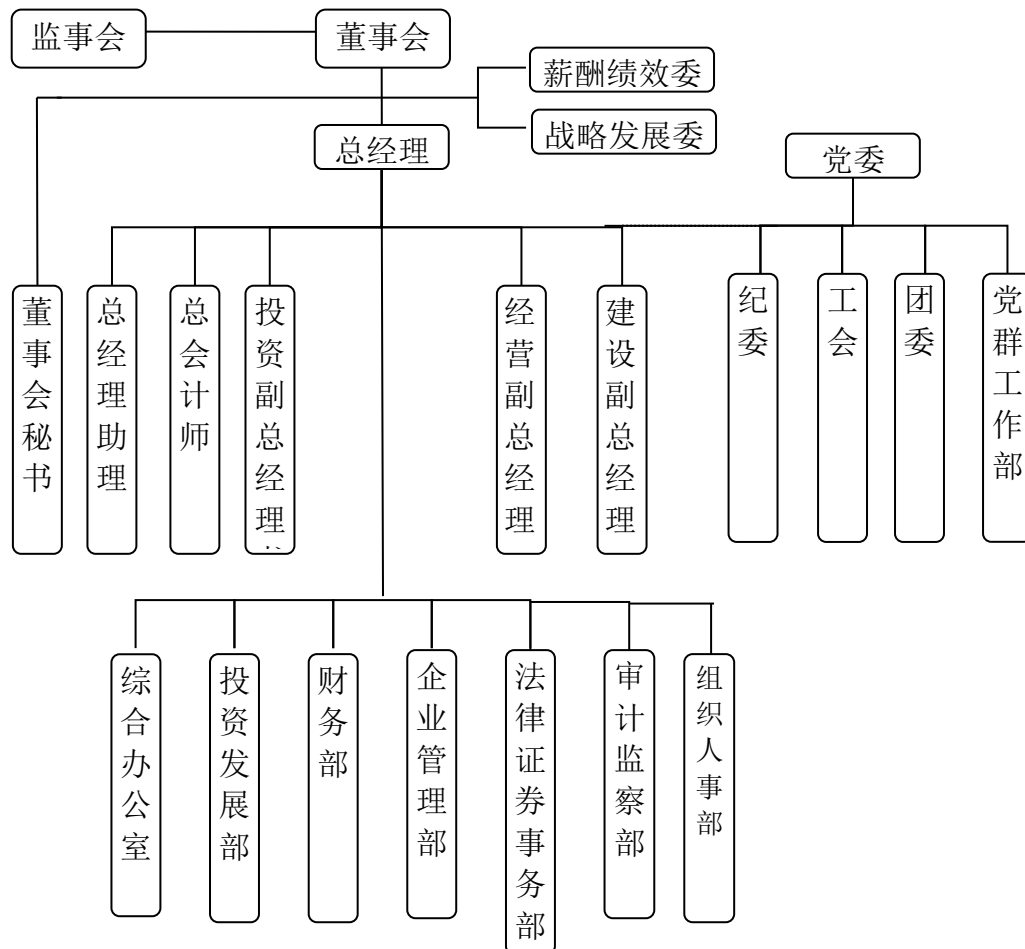 监事会
董事会
薪酬绩效委
战略发展委
总经理
党委
董事会秘书
总经理助理
总会计师
投资副总经理
经营副总经理
建设副总经理
纪委
工会
团委
党群工作部
综合办公室
投资发展部
财务部
企业管理部
法律证券事务部
审计监察部
组织人事部